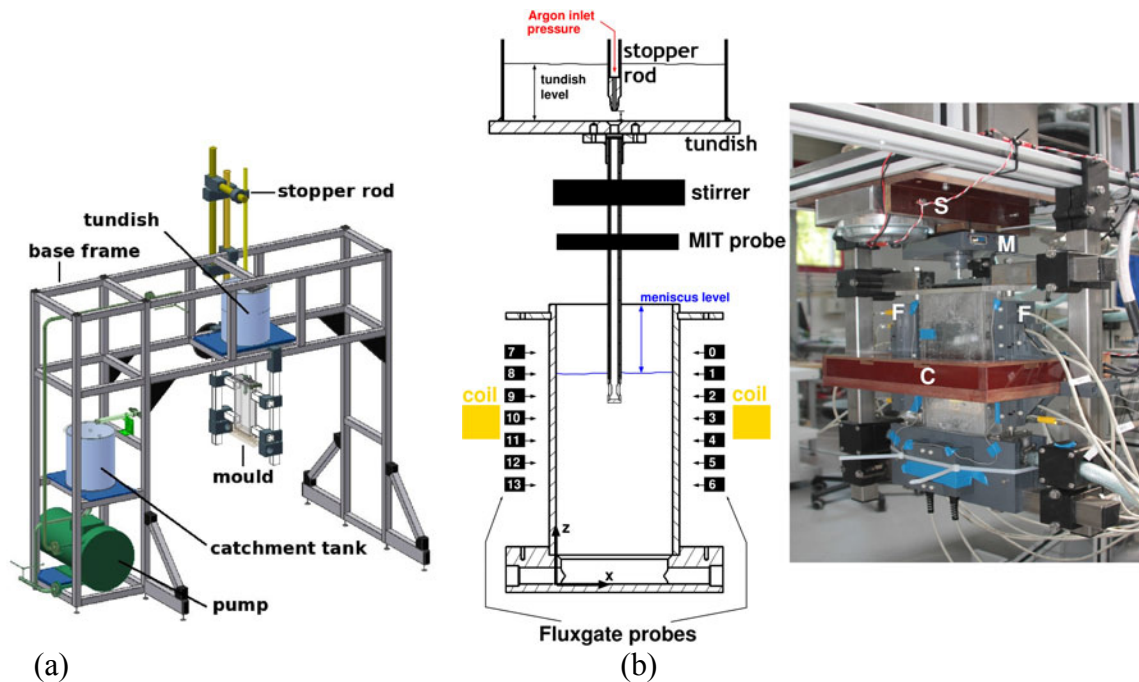 stopper rod
tundish
base frame
mould
catchment tank
pump
(a)
Argon inlet
pressure
stopper
rod
tundish
level
tundish
stirrer
MIT probe
meniscus level
7
0
8
1
9
2
coil
coil
10
3
11
4
12
5
13
6
z
x
Fluxgate probes
(b)
S
M
F
F
C